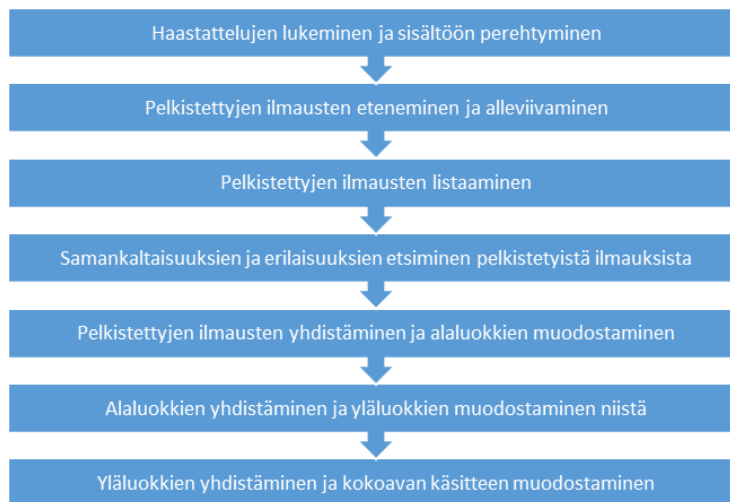 Haastattelujen lukeminen ja sisältöön perehtyminen
Pelkistettyjen ilmausten eteneminen ja alleviivaminen
Pelkistettyjen ilmausten listaaminen
Samankaltaisuuksien ja erilaisuuksien etsiminen pelkistetyistä ilmauksista
Pelkistettyjen ilmausten yhdistäminen ja alaluokkien muodostaminen
Alaluokkien yhdistäminen ja yläluokkien muodostaminen niistä
Yläluokkien yhdistäminen ja kokoavan käsitteen muodostaminen